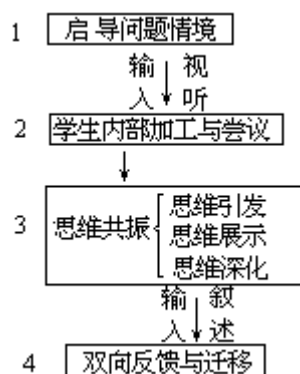 1 启导问题情境
输 视
入 听
2 学生内部加工与尝议
思维引发
3 思维共振 思维展示
思维深化
输 叙
入 述
4 双向反馈与迁移